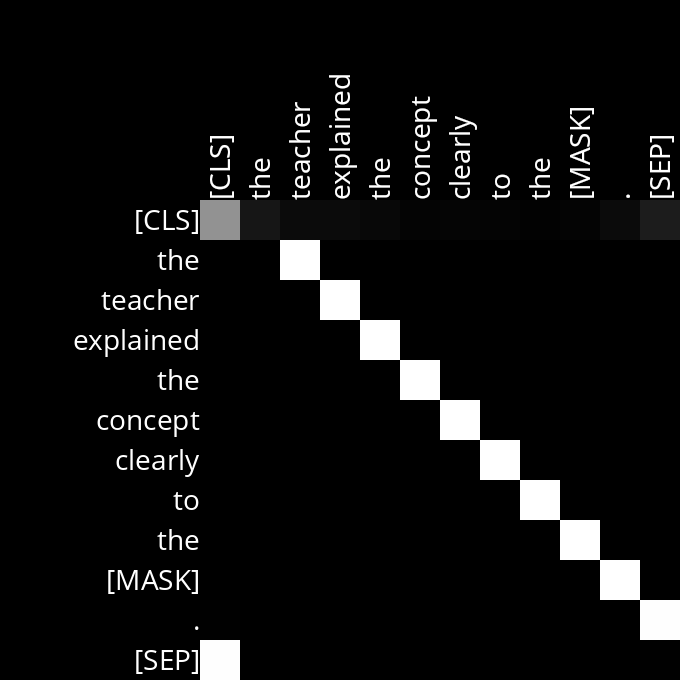 [CLS] the teacher explained the concept clearly to the [MASK] . [SEP]
[CLS]
the
teacher
explained
the
concept
clearly
to
the
[MASK]
.
[SEP]